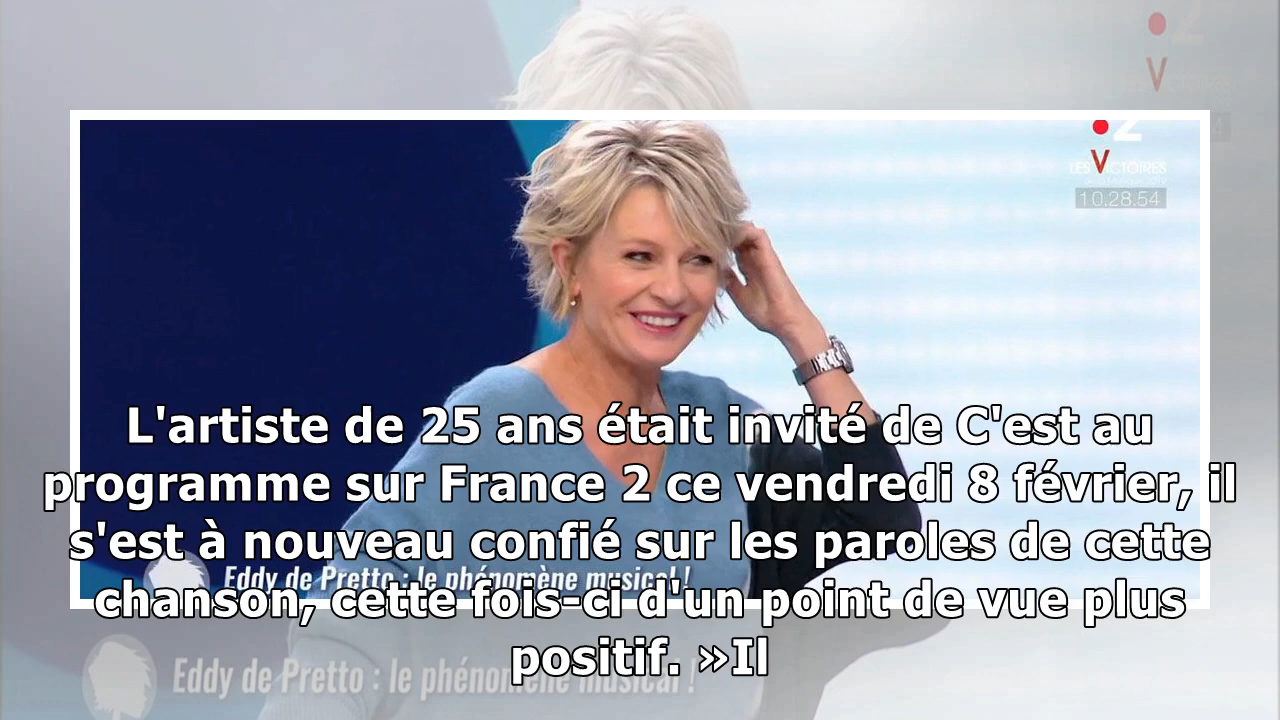 2
LES VICTOIRES
10.28.54
L'artiste de 25 ans était invité de C'est au
programme sur France 2 ce vendredi 8 février, il
s'est à nouveau confié sur les paroles de cette
Eddy de Pretto : le phénomène musical !
chanson, cette fois-ci d'un point de vue plus
positif. »Il
Eddy de Pretto : le phénomène musical !